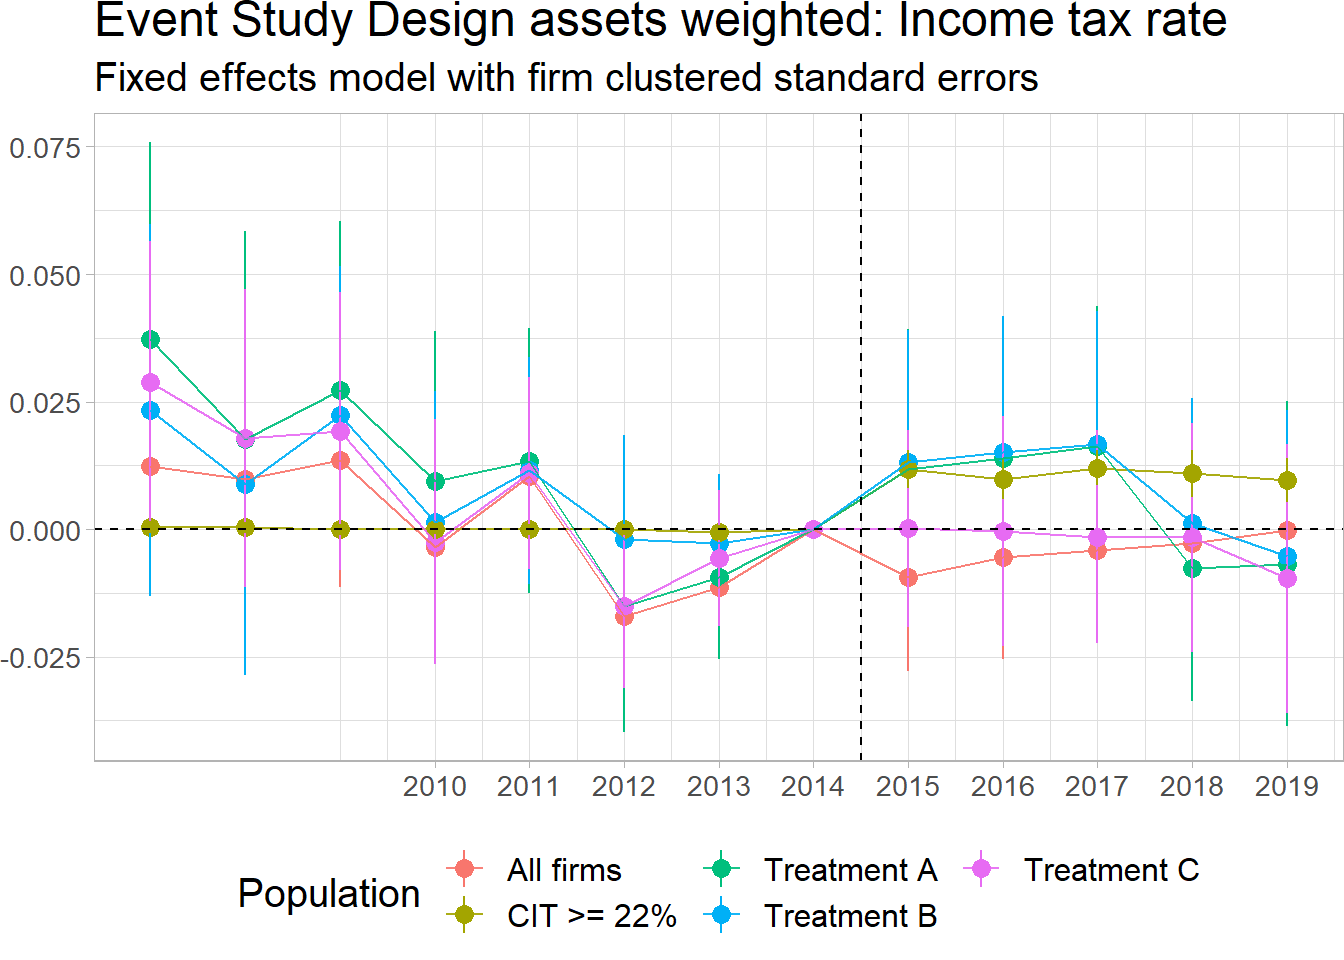 Event Study Design assets weighted: Income tax rate
Fixed effects model with firm clustered standard errors
0.075
0.050
0.025
0.000
-0.025
2010 2011 2012 2013 2014 2015 2016 2017 2018 2019
Population
All firms
CIT >= 22%
Treatment A
Treatment B
Treatment C